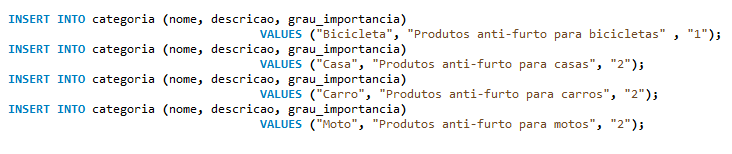 INSERT INTO categoria (nome, descricao, grau_importancia)
VALUES ("Bicicleta", "Produtos anti-furto para bicicletas" , "1");
INSERT INTO categoria (nome, descricao, grau_importancia)
VALUES ("Casa", "Produtos anti-furto para casas", "2");
INSERT INTO categoria (nome, descricao, grau_importancia)
VALUES ("Carro", "Produtos anti-furto para carros", "2");
INSERT INTO categoria (nome, descricao, grau_importancia)
VALUES ("Moto", "Produtos anti-furto para motos", "2");